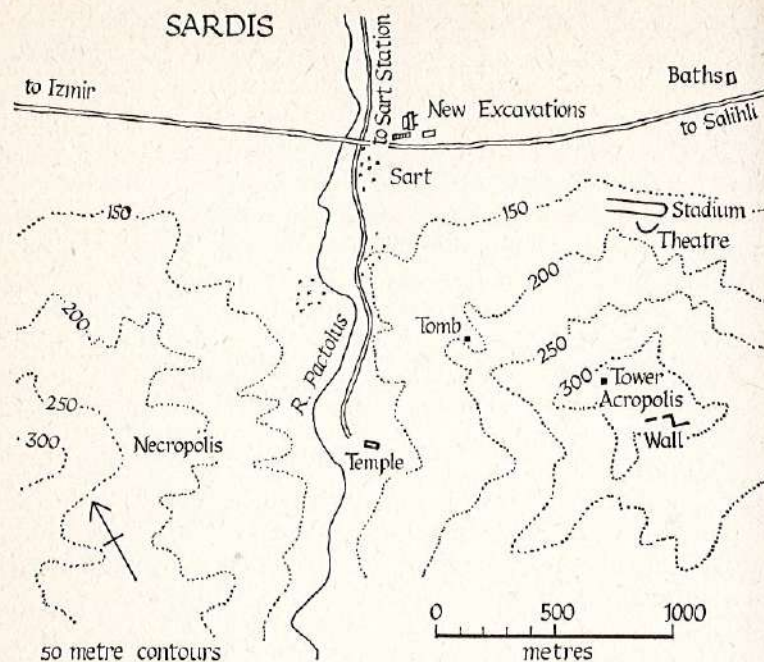 SARDIS
to Izmir
to Sart Station
New Excavations
Baths
to Salihli
Sart
150
150
Stadium
Theatre
200
200
Tomb
250
R. Pactolus
300
Tower
Acropolis
250
300
Necropolis
Temple
Wall
0 500 1000
metres
50 metre contours